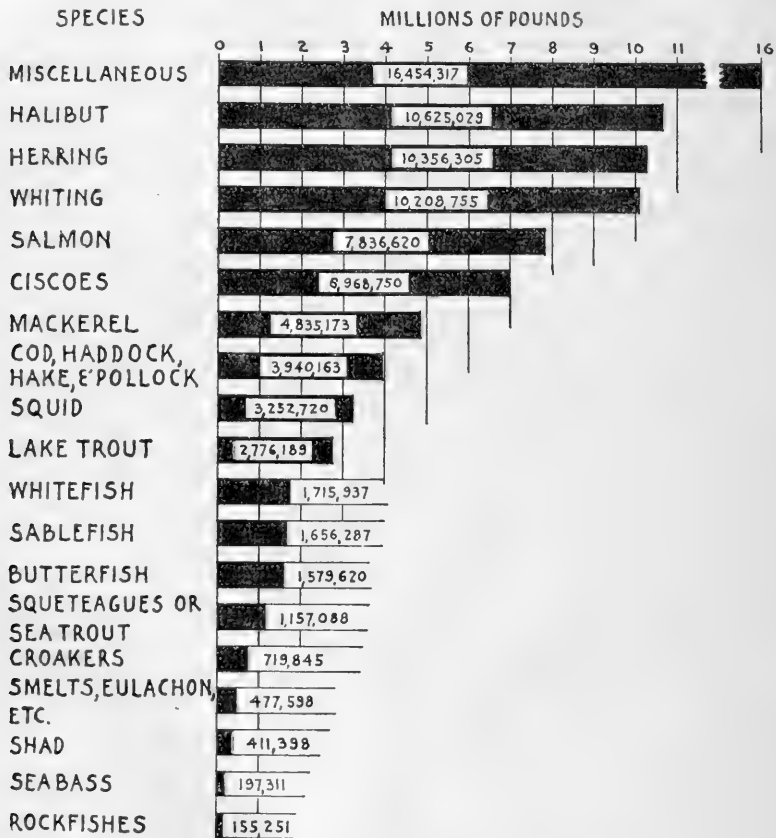 SPECIES MILLIONS OF POUNDS
0 1 2 3 4 5 6 7 8 9 10 11 16
MISCELLANEOUS 16,454,317
HALIBUT 10,625,029
HERRING 10,356,305
WHITING 10,208,755
SALMON 7,836,620
CISCOES 6,968,750
MACKEREL 4,835,173
COD, HADDOCK,
HAKE, &'POLLOCK 3,940,163
SQUID 3,252,720
LAKE TROUT 2,776,189
WHITEFISH 1,715,937
SABLEFISH 1,656,287
BUTTERFISH 1,579,620
SQUETEAGUES OR
SEA TROUT 1,157,088
CROAKERS 719,845
SMELTS, EULACHON,
ETC. 477,598
SHAD 411,398
SEA BASS 197,311
ROCKFISHES 155,251